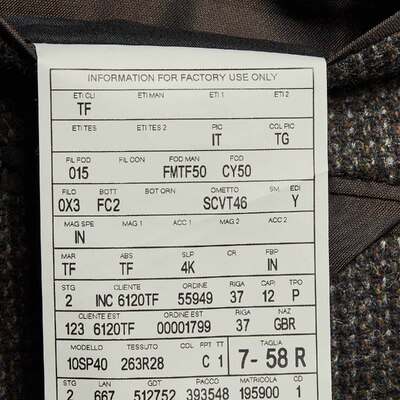 INFORMATION FOR FACTORY USE ONLY
ETI CLI ETI MAN ETI 1 ETI 2
TF
ETI TES ETI TES 2 PIC COL PIC
IT TG
FIL FOD FIL CON FOD MAN FOD COY
015 FMTF50 CY50
FILO BOTT BOT ORN OMETTO SM EDI
0X3 FC2 SCVT46 Y
MAG SPE MAG 1 ACC 1 MAG 2 ACC 2
IN
MAR ABS SLP CR FBP
TF TF 4K IN
STG CLIENTE ORDINE RIGA CAPI TPO
2 INC 6120TF 55949 37 12 P
CLIENTE EST ORDINE EST RIGA NAZ
123 6120TF 00001799 37 GBR
MODELLO TESSUTO COL FPT TT TAGLIA
10SP40 263R28 C 1 7- 58 R
STG LAN GDT PACCO MATRICOLA CD
2 667 512752 393548 195900 1